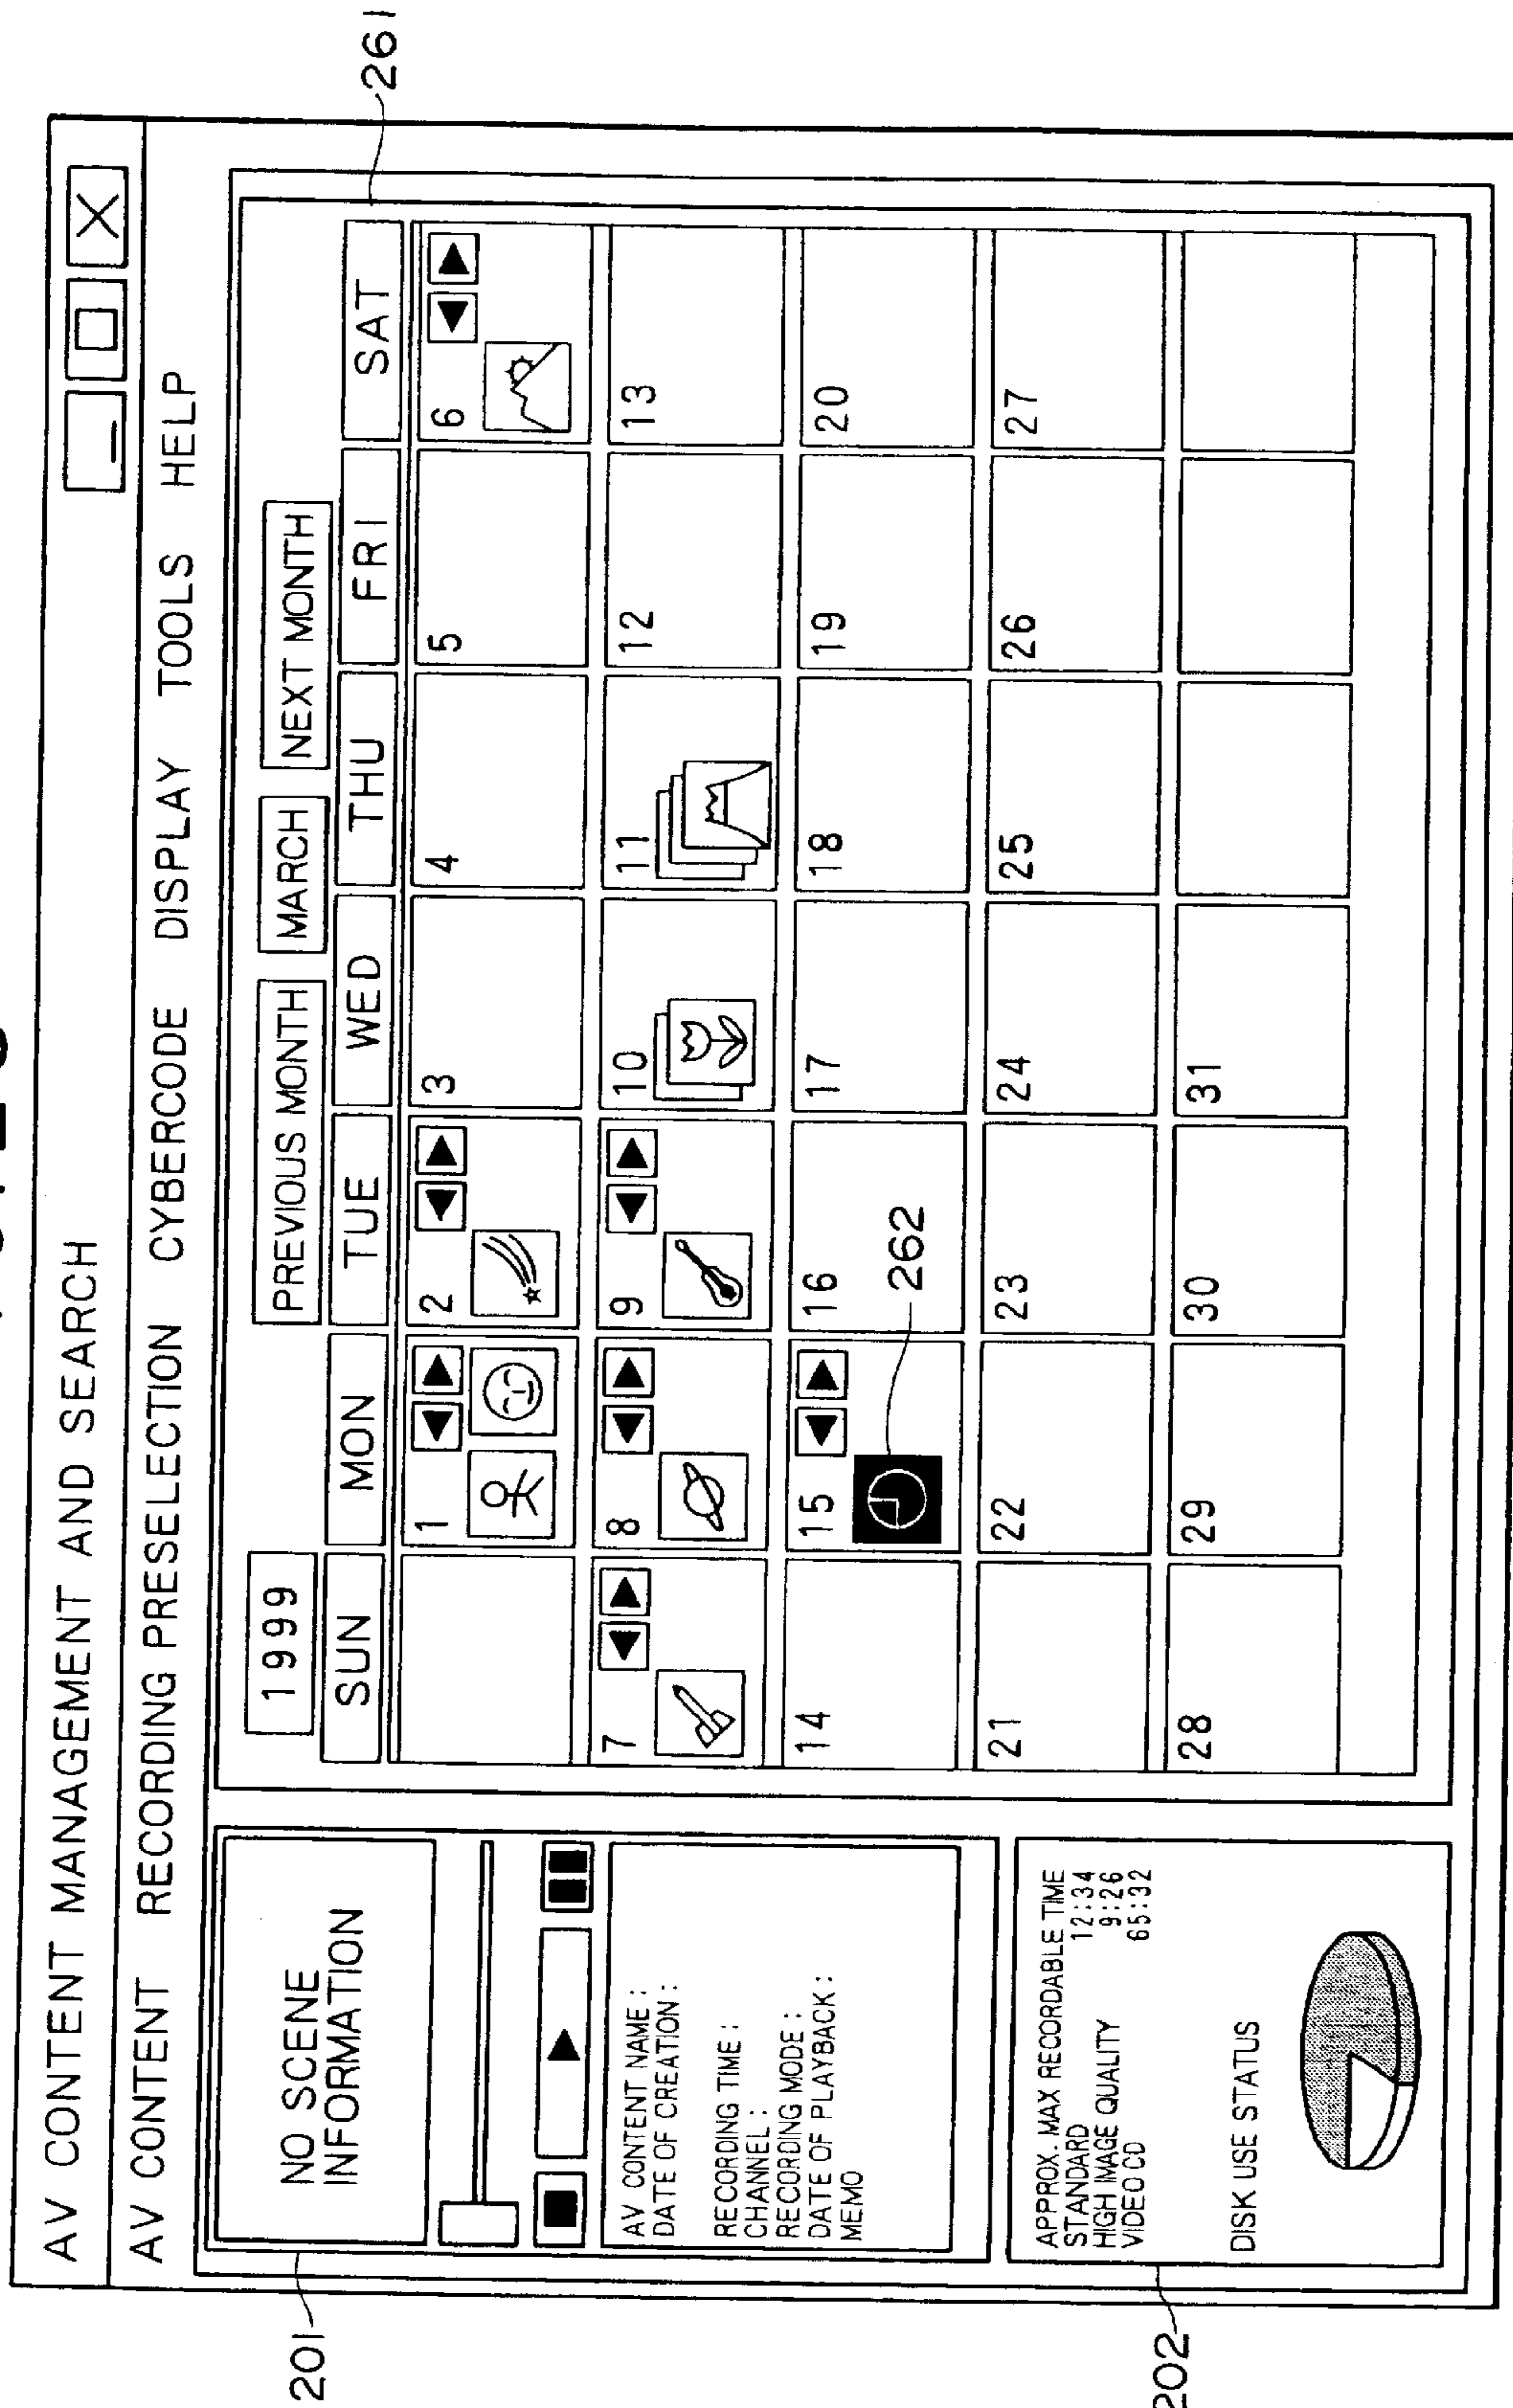 AV CONTENT MANAGEMENT AND SEARCH
AV CONTENT RECORDING PRESELECTION CYBERCODE DISPLAY TOOLS HELP
201
NO SCENE
INFORMATION
AV CONTENT NAME :
DATE OF CREATION :
RECORDING TIME :
CHANNEL :
RECORDING MODE :
DATE OF PLAYBACK :
MEMO
202
APPROX. MAX RECORDABLE TIME
STANDARD 12:34
HIGH IMAGE QUALITY 9:26
VIDEO CD 65:32
DISK USE STATUS
261
1999 PREVIOUS MONTH MARCH NEXT MONTH
SUN MON TUE WED THU FRI SAT
1 2 3 4 5 6
7 8 9 10 11 12 13
14 15 16 17 18 19 20
262
21 22 23 24 25 26 27
28 29 30 31